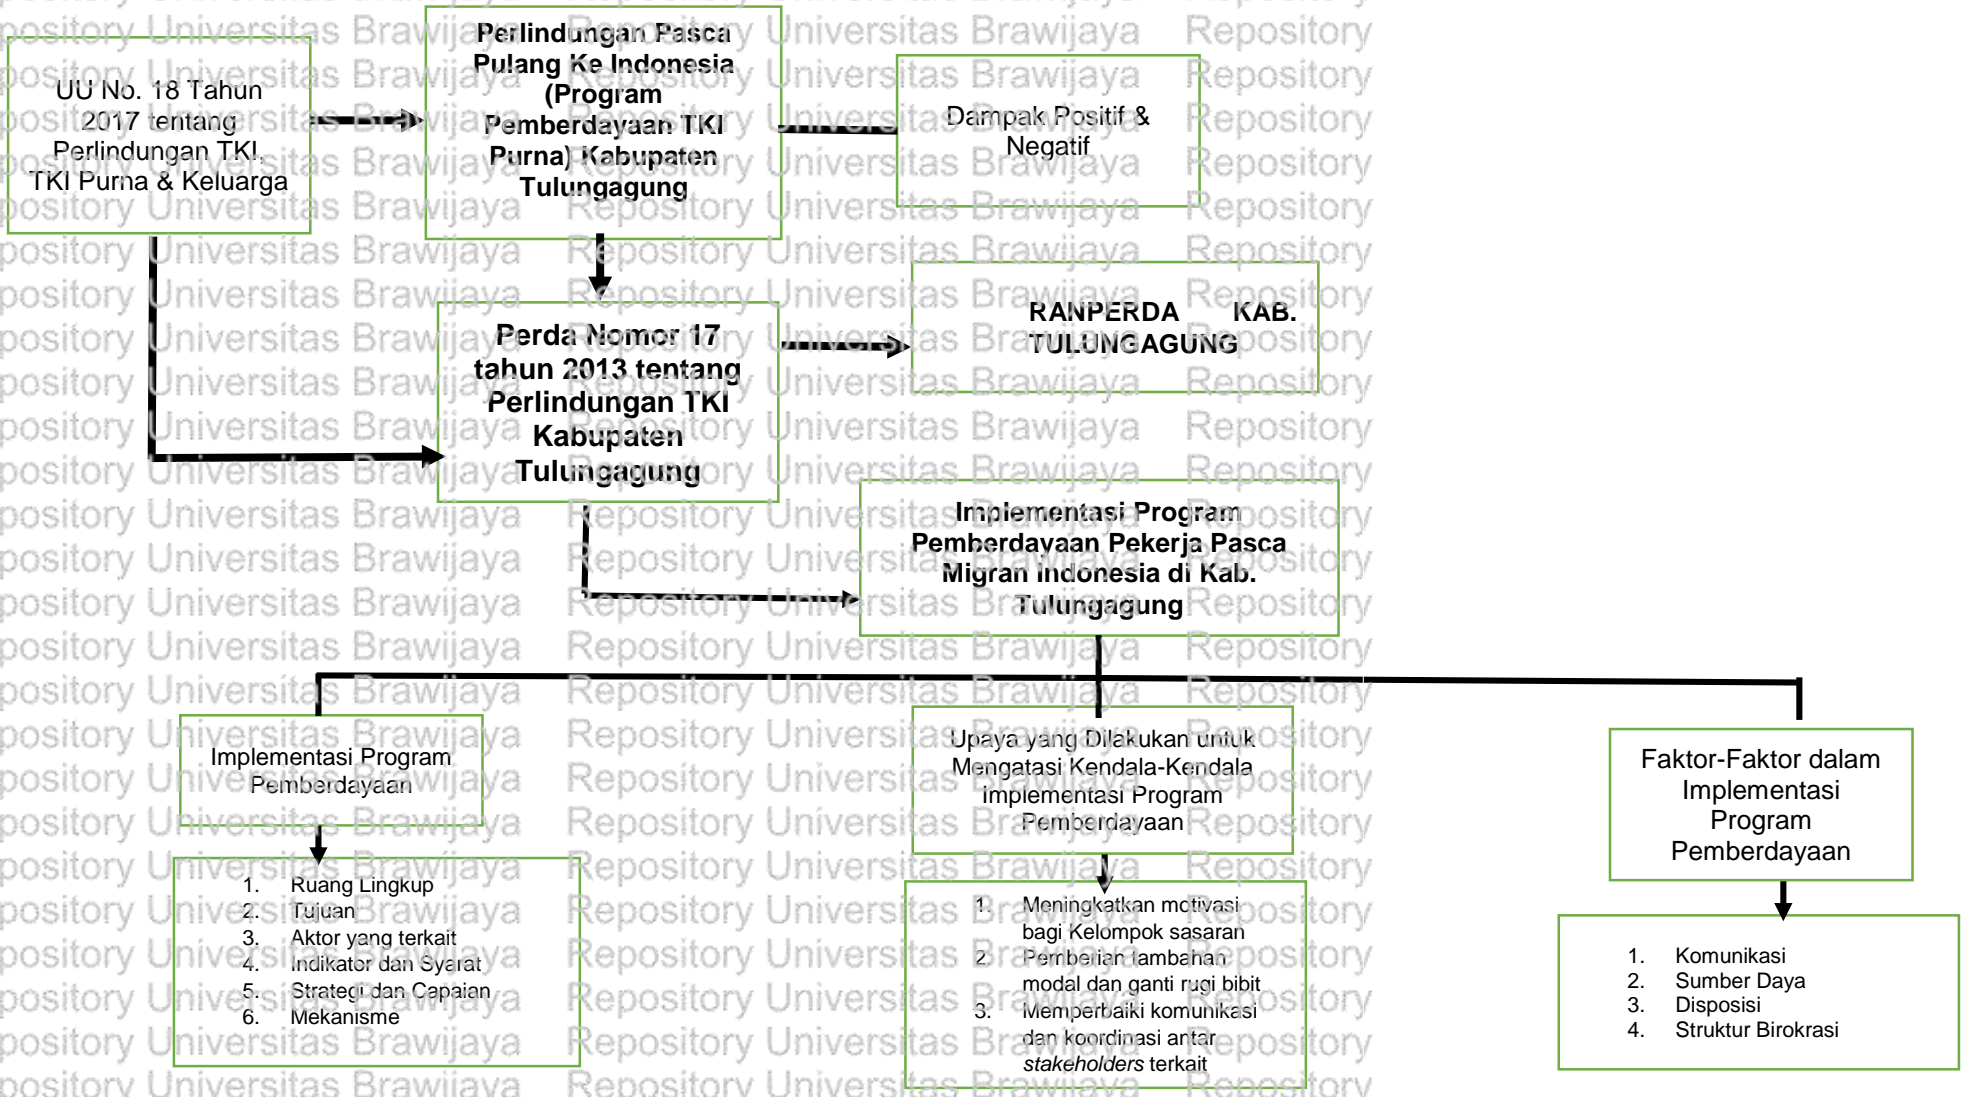 UU No. 18 Tahun
2017 tentang
Perlindungan TKI,
TKI Purna & Keluarga
Perlindungan Pasca
Pulang Ke Indonesia
(Program
Pemberdayaan TKI
Purna) Kabupaten
Tulungagung
Dampak Positif &
Negatif
Perda Nomor 17
tahun 2013 tentang
Perlindungan TKI
Kabupaten
Tulungagung
RANPERDA KAB.
TULUNGAGUNG
Implementasi Program
Pemberdayaan Pekerja Pasca
Migran Indonesia di Kab.
Tulungagung
Implementasi Program
Pemberdayaan
1. Ruang Lingkup
2. Tujuan
3. Aktor yang terkait
4. Indikator dan Syarat
5. Strategi dan Capaian
6. Mekanisme
Upaya yang Dilakukan untuk
Mengatasi Kendala-Kendala
implementasi Program
Pemberdayaan
1. Meningkatkan motivasi
bagi Kelompok sasaran
2. Pemberian tambahan
modal dan ganti rugi bibit
3. Memperbaiki komunikasi
dan koordinasi antar
stakeholders terkait
Faktor-Faktor dalam
Implementasi
Program
Pemberdayaan
1. Komunikasi
2. Sumber Daya
3. Disposisi
4. Struktur Birokrasi
Repository Universitas Brawijaya